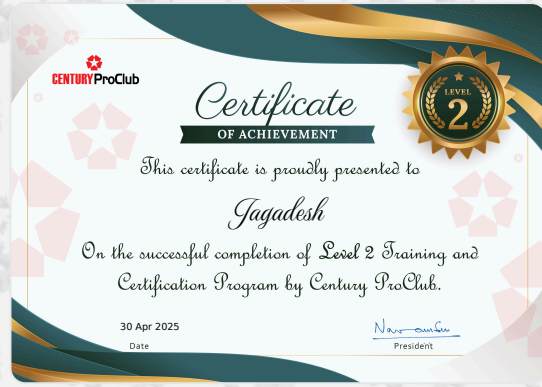 CENTURY ProClub
Certificate
OF ACHIEVEMENT
LEVEL
2
This certificate is proudly presented to
Jagadesh
On the successful completion of Level 2 Training and
Certification Program by Century ProClub.
30 Apr 2025
Date
President